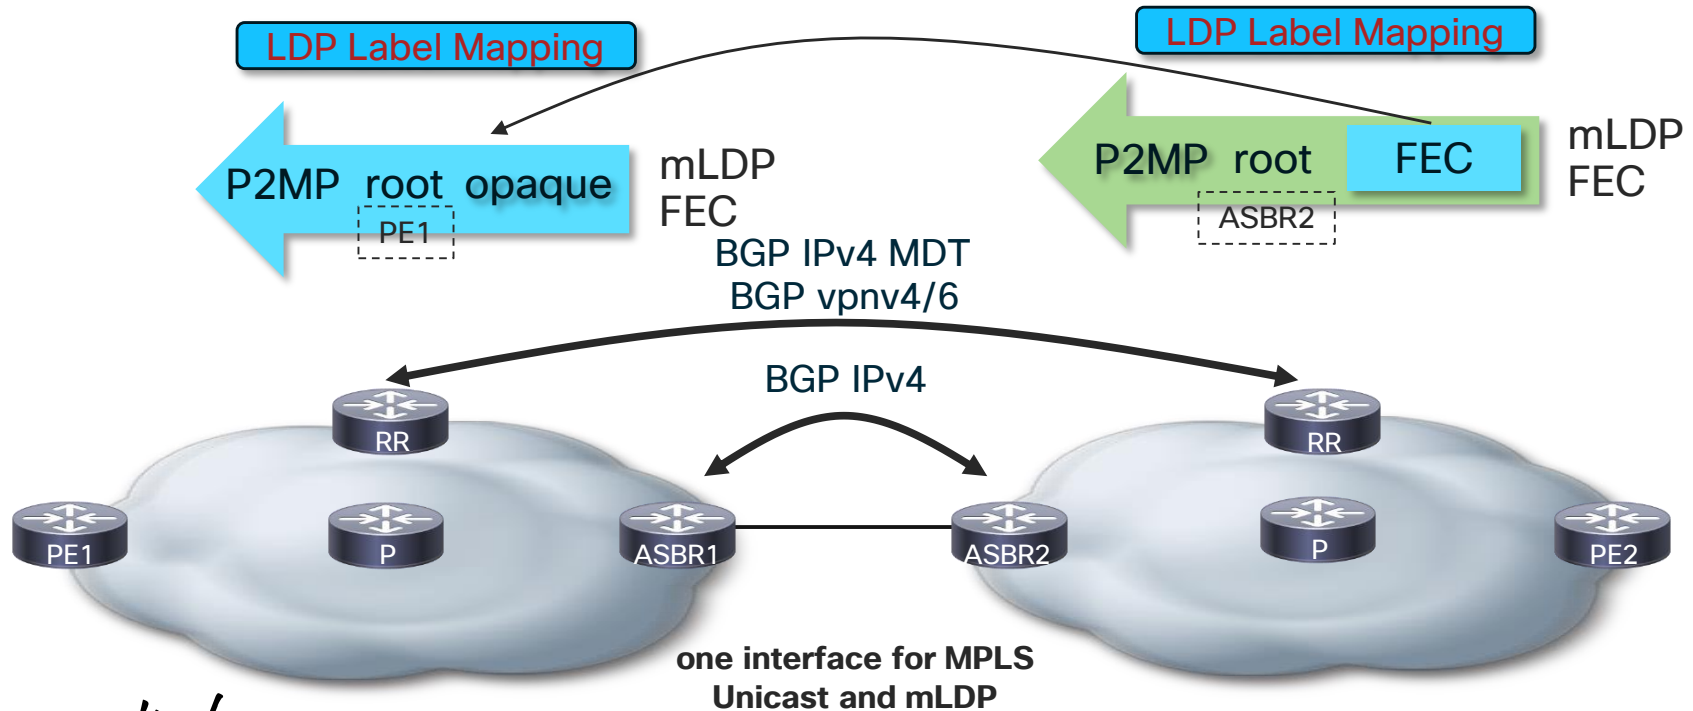 LDP Label Mapping
LDP Label Mapping
P2MP root opaque
PE1
mLDP
FEC
P2MP root FEC
ASBR2
mLDP
FEC
BGP IPv4 MDT
BGP vpnv4/6
BGP IPv4
RR
RR
PE1
P
ASBR1
ASBR2
P
PE2
one interface for MPLS
Unicast and mLDP